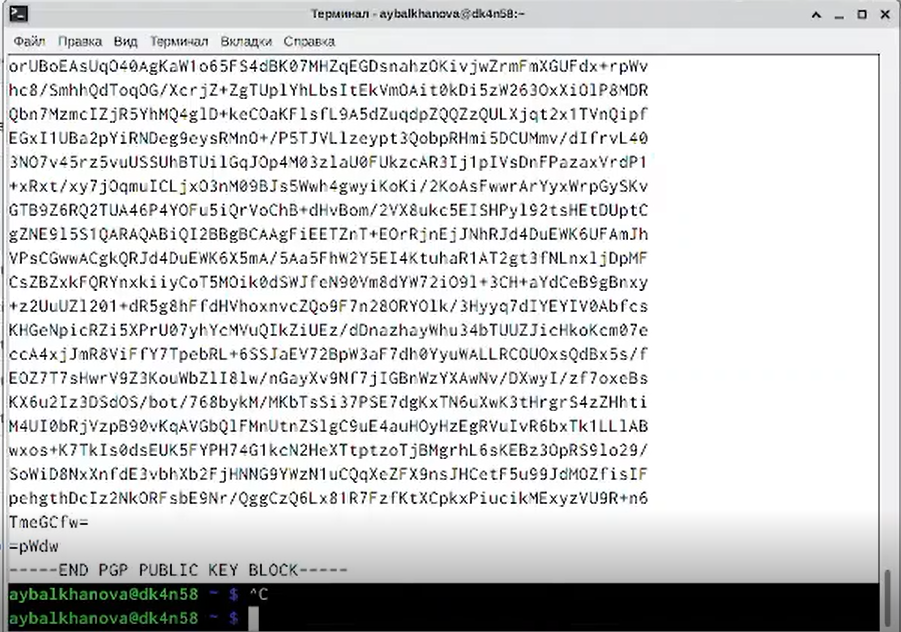 Терминал - aybalkhanova@dk4n58:~
Файл Правка Вид Терминал Вкладки Справка
orUBoEAsUqO40AgKaW1o65FS4dBK07MHZqEGDsnahzOKivjwZrmFmXGUFdx+rpWv
hc8/SmhhQdToqOG/XcrjZ+ZgTUplYhLbsItEkVmOAit0kDi5zW263OxXiOlP8MDR
Qbn7MzmcIZjR5YhMQ4glD+keCOaKFlsfL9A5dZuqdpZQQZzQULXjqt2x1TVnQipf
EGxI1UBa2pYiRNDeg9eysRMnO+/P5TJVLlzeypt3QobpRHmi5DCUMmv/dIfrvL40
3NO7v45rz5vuUSSUhBTUilGqJOp4M03zlaU0FUkzcAR3Ij1pIVsDnFPazaxVrdP1
+xRxt/xy7jOqmuICLjxO3nM09BJs5Wwh4gwyiKoKi/2KoAsFwwrArYyxWrpGySKv
GTB9Z6RQ2TUA46P4YOFu5iQrVoChB+dHvBom/2VX8ukc5EISHPyl92tsHEtDUptC
gZNE9l5S1QARAQABiQI2BBgBCAAgFiEETZnT+EOrRjnEjJNhRJd4DuEWK6UFAmJh
VPsCGwwACgkQRJd4DuEWK6X5mA/5Aa5FhW2Y5EI4KtuhaR1AT2gt3fNLnxljDpMF
CsZBZxkFQRYnxkiiyCoT5MOik0dSWJfeN90Vm8dYW72iO9l+3CH+aYdCeB9gBnxy
+z2UuUZl201+dR5g8hFfdHVhoxnvcZQo9F7n28ORYOlk/3Hyyq7dIYEYIV0Abfcs
KHGeNpicRZi5XPrU07yhYcMVuQIkZiUEz/dDnazhayWhu34bTUUZJicHkoKcm07e
ccA4xjJmR8ViFfY7TpebRL+6SSJaEV72BpW3aF7dh0YyuWALLRCOUOxsQdBx5s/f
EOZ7T7sHwrV9Z3KouWbZlI8lw/nGayXv9Nf7jIGBnWzYXAwNv/DXwyI/zf7oxeBs
KX6u2Iz3DSdOS/bot/768bykM/MKbTsSi37PSE7dgKxTN6uXwK3tHrgrS4zZHhti
M4UI0bRjVzpB90vKqAVGbQlFMnUtnZSlgC9uE4auHOyHzEgRVuIvR6bxTk1LLlAB
wxos+K7TkIs0dsEUK5FYPH74G1kcN2HeXTtptzoTjBMgrhL6sKEBz3OpRS9lo29/
SoWiD8NxXnfdE3vbhXb2FjHNNG9YWzN1uCQqXeZFX9nsJHCetF5u99JdMOZfisIF
pehgthDcIz2NkORFsbE9Nr/QggCzQ6Lx81R7FzfKtXCpkxPiucikMExyzVU9R+n6
TmeGCfw=
=pWdw
-----END PGP PUBLIC KEY BLOCK-----
aybalkhanova@dk4n58 ~ $ ^C
aybalkhanova@dk4n58 ~ $